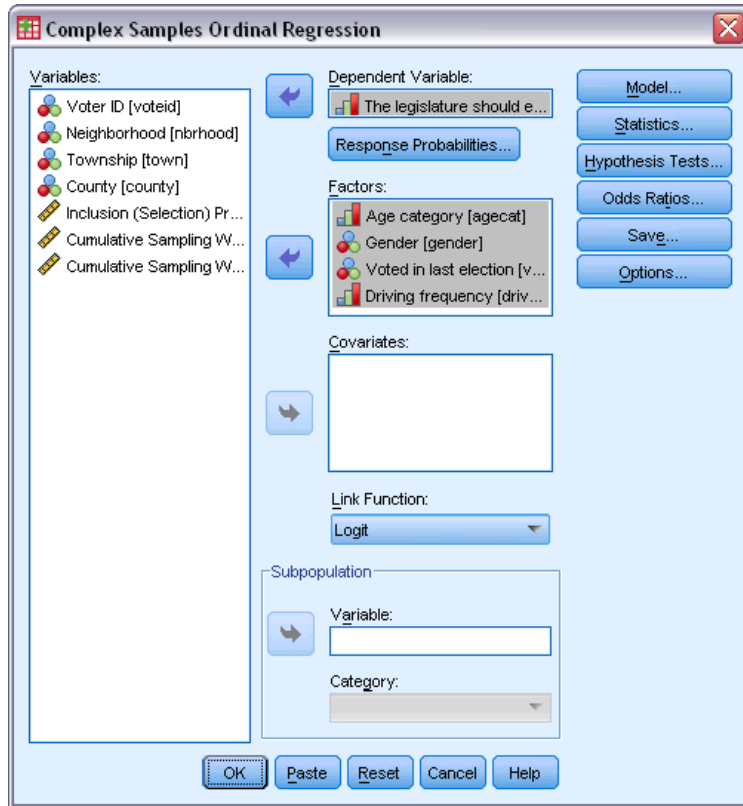 Complex Samples Ordinal Regression
Variables:
Voter ID [voteid]
Neighborhood [nbrhood]
Township [town]
County [county]
Inclusion (Selection) Pr...
Cumulative Sampling W...
Cumulative Sampling W...
Dependent Variable:
The legislature should e...
Response Probabilities...
Factors:
Age category [agecat]
Gender [gender]
Voted in last election [v...
Driving frequency [driv...
Covariates:
Link Function:
Logit
Subpopulation
Variable:
Category:
Model...
Statistics...
Hypothesis Tests...
Odds Ratios...
Save...
Options...
OK Paste Reset Cancel Help